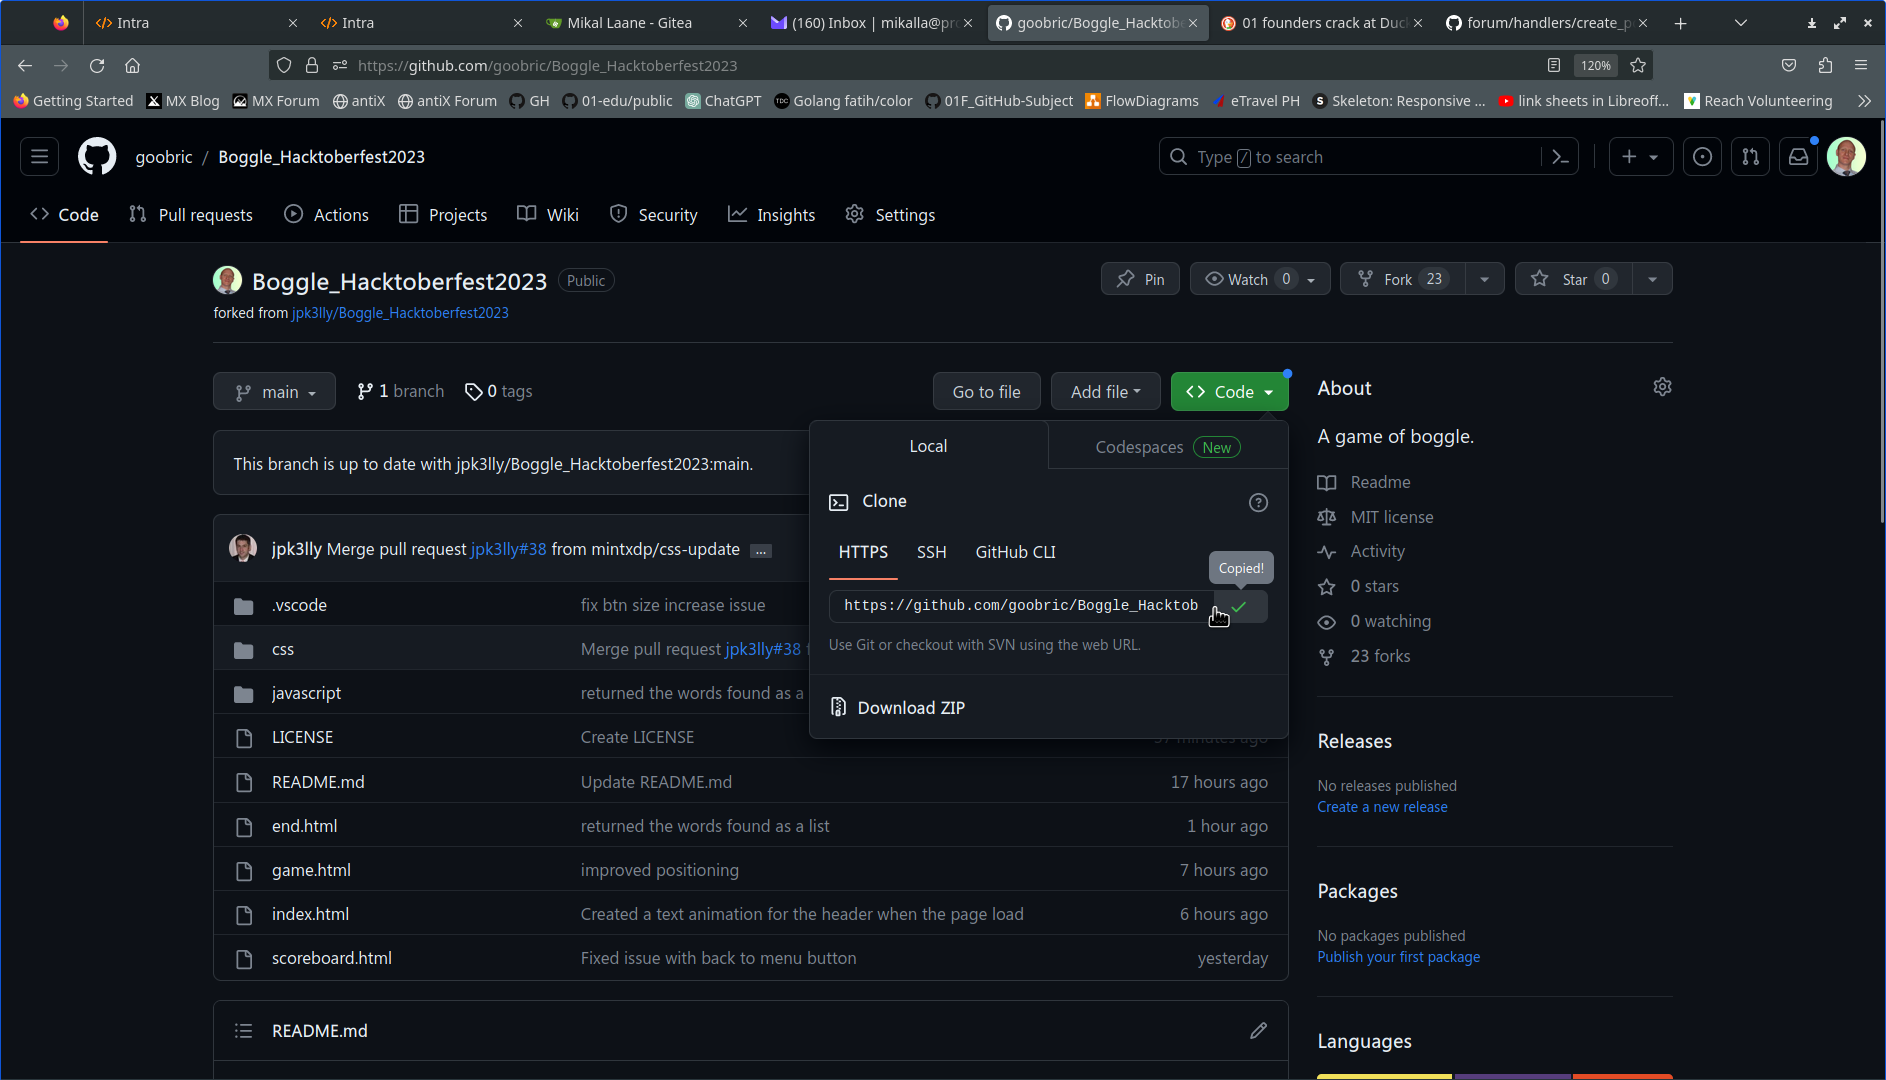 Intra
Intra
Mikal Laane - Gitea
(160) Inbox | mikalla@pr
goobric/Boggle_Hacktobe
01 founders crack at Duc
forum/handlers/create_p
https://github.com/goobric/Boggle_Hacktoberfest2023
120%
Getting Started
MX Blog
MX Forum
antiX
antiX Forum
GH
01-edu/public
ChatGPT
TDC
Golang fatih/color
01F_GitHub-Subject
FlowDiagrams
eTravel PH
S
Skeleton: Responsive ...
link sheets in Libreoff...
Reach Volunteering
goobric / Boggle_Hacktoberfest2023
Type / to search
Code
Pull requests
Actions
Projects
Wiki
Security
Insights
Settings
Boggle_Hacktoberfest2023
Public
Pin
Watch 0
Fork 23
Star 0
forked from jpk3lly/Boggle_Hacktoberfest2023
main
1 branch
0 tags
Go to file
Add file
Code
This branch is up to date with jpk3lly/Boggle_Hacktoberfest2023:main.
jpk3lly Merge pull request jpk3lly#38 from mintxdp/css-update ...
.vscode fix btn size increase issue
css Merge pull request jpk3lly#38 f
javascript returned the words found as a
LICENSE Create LICENSE 57 minutes ago
README.md Update README.md 17 hours ago
end.html returned the words found as a list 1 hour ago
game.html improved positioning 7 hours ago
index.html Created a text animation for the header when the page load 6 hours ago
scoreboard.html Fixed issue with back to menu button yesterday
README.md
Local
Codespaces New
Clone
HTTPS
SSH
GitHub CLI
Copied!
https://github.com/goobric/Boggle_Hacktob
Use Git or checkout with SVN using the web URL.
Download ZIP
About
A game of boggle.
Readme
MIT license
Activity
0 stars
0 watching
23 forks
Releases
No releases published
Create a new release
Packages
No packages published
Publish your first package
Languages